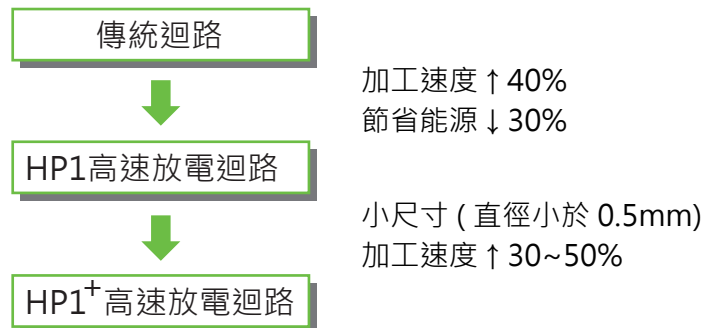 傳統迴路
加工速度↑40%
節省能源↓30%
HP1高速放電迴路
小尺寸 ( 直徑小於 0.5mm)
加工速度↑30~50%
HP1⁺高速放電迴路